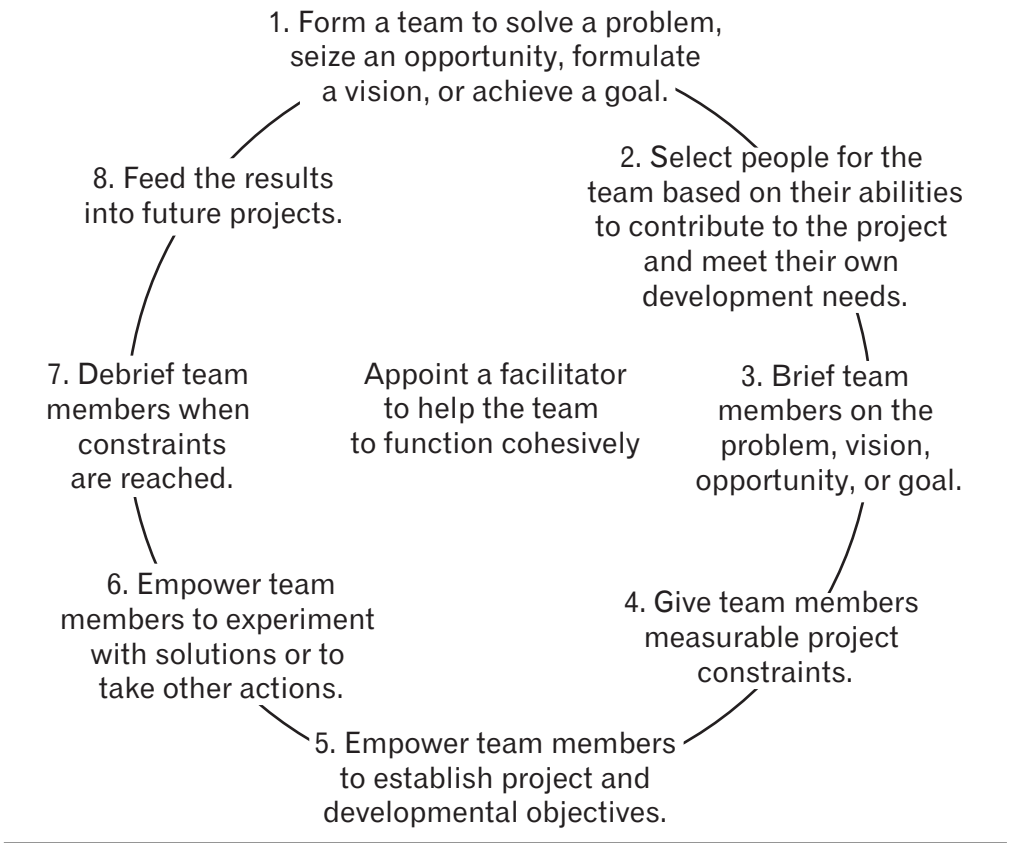 1. Form a team to solve a problem,
seize an opportunity, formulate
a vision, or achieve a goal.
2. Select people for the
team based on their abilities
to contribute to the project
and meet their own
development needs.
3. Brief team
members on the
problem, vision,
opportunity, or goal.
4. Give team members
measurable project
constraints.
5. Empower team members
to establish project and
developmental objectives.
6. Empower team
members to experiment
with solutions or to
take other actions.
7. Debrief team
members when
constraints
are reached.
8. Feed the results
into future projects.
Appoint a facilitator
to help the team
to function cohesively